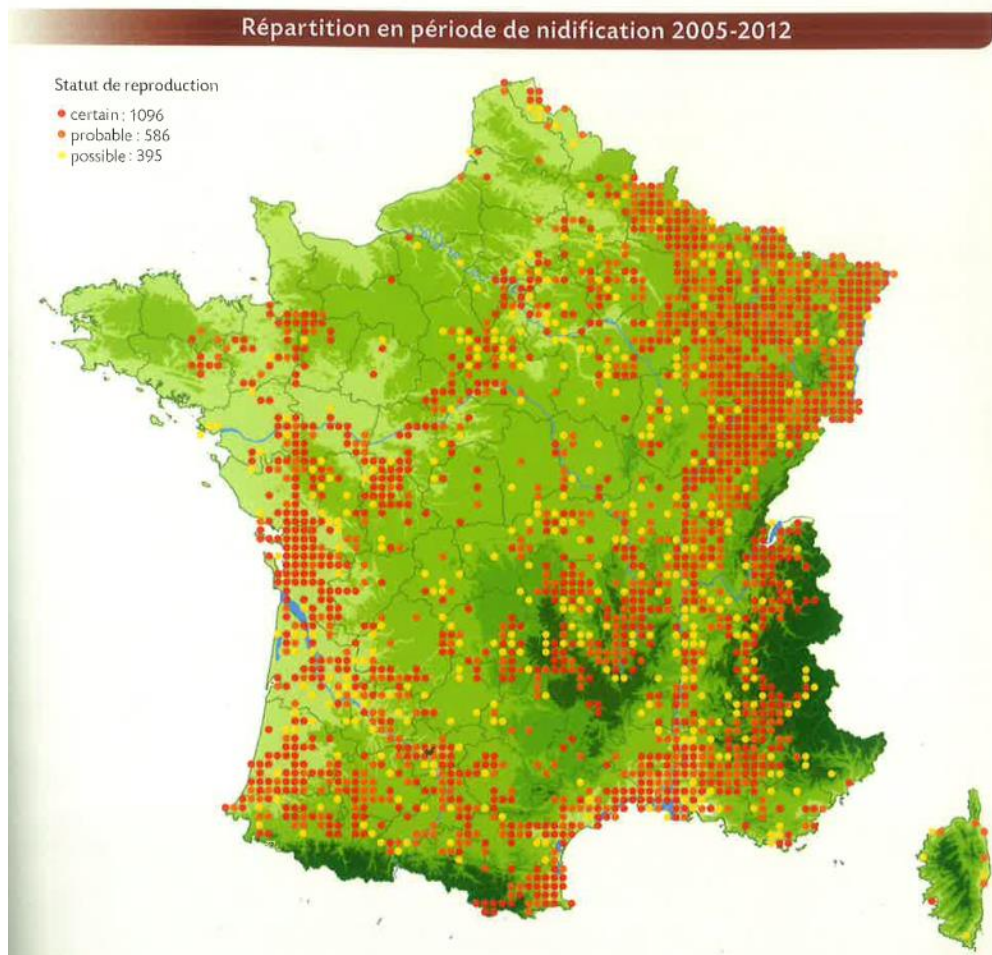 Répartition en période de nidification 2005-2012
Statut de reproduction
certain : 1096
probable : 586
possible : 395